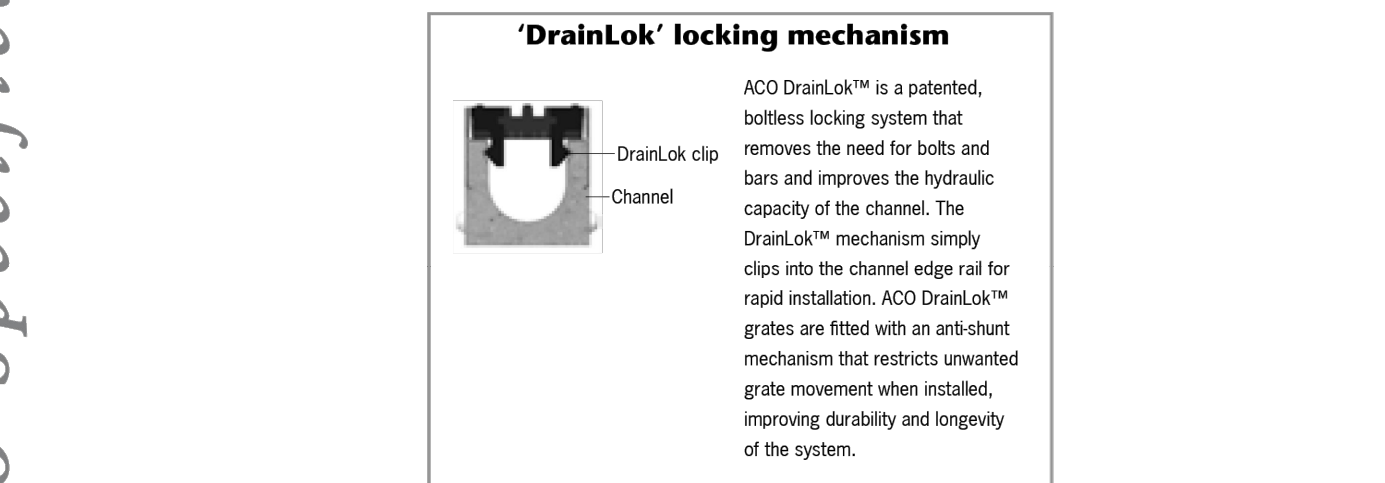 ‘DrainLok’ locking mechanism
DrainLok clip
Channel
ACO DrainLok™ is a patented,
boltless locking system that
removes the need for bolts and
bars and improves the hydraulic
capacity of the channel. The
DrainLok™ mechanism simply
clips into the channel edge rail for
rapid installation. ACO DrainLok™
grates are fitted with an anti-shunt
mechanism that restricts unwanted
grate movement when installed,
improving durability and longevity
of the system.